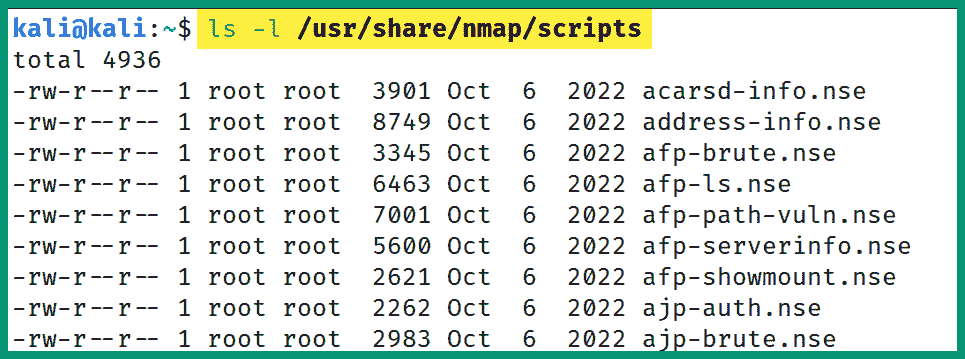 kali@kali:~$ ls -l /usr/share/nmap/scripts
total 4936
-rw-r--r-- 1 root root  3901 Oct  6  2022 acarsd-info.nse
-rw-r--r-- 1 root root  8749 Oct  6  2022 address-info.nse
-rw-r--r-- 1 root root  3345 Oct  6  2022 afp-brute.nse
-rw-r--r-- 1 root root  6463 Oct  6  2022 afp-ls.nse
-rw-r--r-- 1 root root  7001 Oct  6  2022 afp-path-vuln.nse
-rw-r--r-- 1 root root  5600 Oct  6  2022 afp-serverinfo.nse
-rw-r--r-- 1 root root  2621 Oct  6  2022 afp-showmount.nse
-rw-r--r-- 1 root root  2262 Oct  6  2022 ajp-auth.nse
-rw-r--r-- 1 root root  2983 Oct  6  2022 ajp-brute.nse